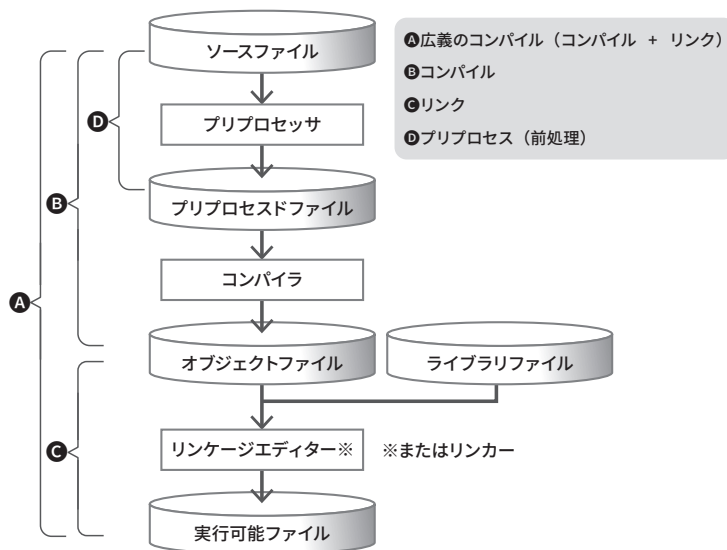 ソースファイル
Ⓐ広義のコンパイル（コンパイル + リンク）
Ⓑコンパイル
Ⓒリンク
Ⓓプリプロセス（前処理）
Ⓓ
プリプロセッサ
Ⓑ
プリプロセスドファイル
コンパイラ
Ⓐ
オブジェクトファイル
ライブラリファイル
Ⓒ
リンケージエディター※
※またはリンカー
実行可能ファイル